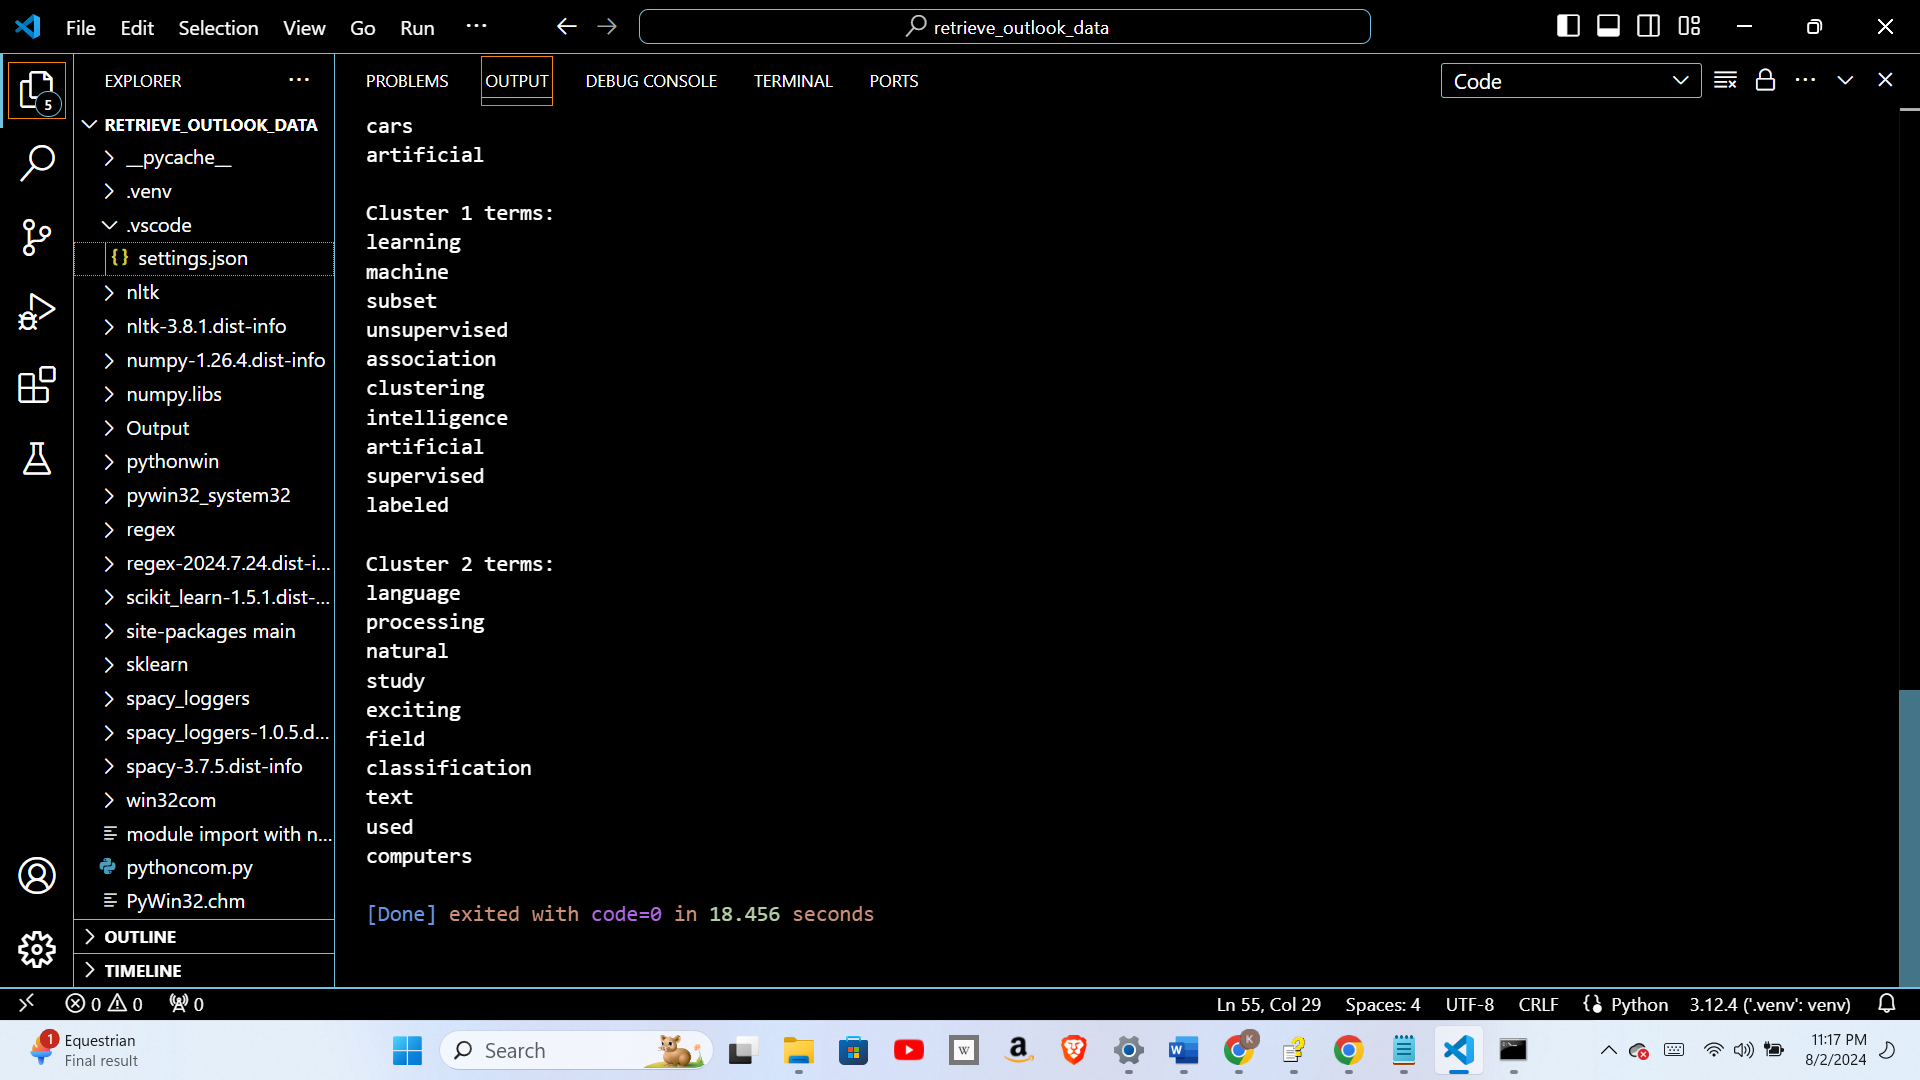 File Edit Selection View Go Run ···
retrieve_outlook_data
5
EXPLORER ···
RETRIEVE_OUTLOOK_DATA
__pycache__
.venv
.vscode
{} settings.json
nltk
nltk-3.8.1.dist-info
numpy-1.26.4.dist-info
numpy.libs
Output
pythonwin
pywin32_system32
regex
regex-2024.7.24.dist-i...
scikit_learn-1.5.1.dist-...
site-packages main
sklearn
spacy_loggers
spacy_loggers-1.0.5.d...
spacy-3.7.5.dist-info
win32com
module import with n...
pythoncom.py
PyWin32.chm
OUTLINE
TIMELINE
PROBLEMS OUTPUT DEBUG CONSOLE TERMINAL PORTS
Code
cars
artificial
Cluster 1 terms:
learning
machine
subset
unsupervised
association
clustering
intelligence
artificial
supervised
labeled
Cluster 2 terms:
language
processing
natural
study
exciting
field
classification
text
used
computers
[Done] exited with code=0 in 18.456 seconds
0 0 0
Ln 55, Col 29 Spaces: 4 UTF-8 CRLF {} Python 3.12.4 ('.venv': venv)
1
Equestrian
Final result
Search
W
a
W
K
11:17 PM
8/2/2024